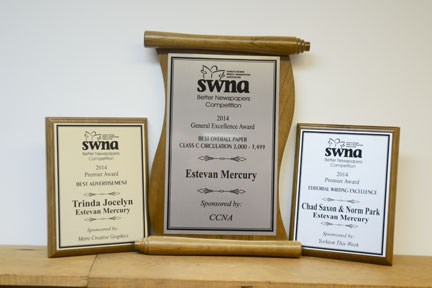 swna
Better Newspapers
Competition
2014
Premier Award
BEST ADVERTISEMENT
Trinda Jocelyn
Estevan Mercury
Sponsored by:
Metro Creative Graphics
swna
Better Newspapers
Competition
2014
General Excellence Award
BEST OVERALL PAPER
CLASS C CIRCULATION 2,000 - 3,499
Estevan Mercury
Sponsored by:
CCNA
swna
Better Newspapers
Competition
2014
Premier Award
EDITORIAL WRITING EXCELLENCE
Chad Saxon & Norm Park
Estevan Mercury
Sponsored by:
Yorkton This Week